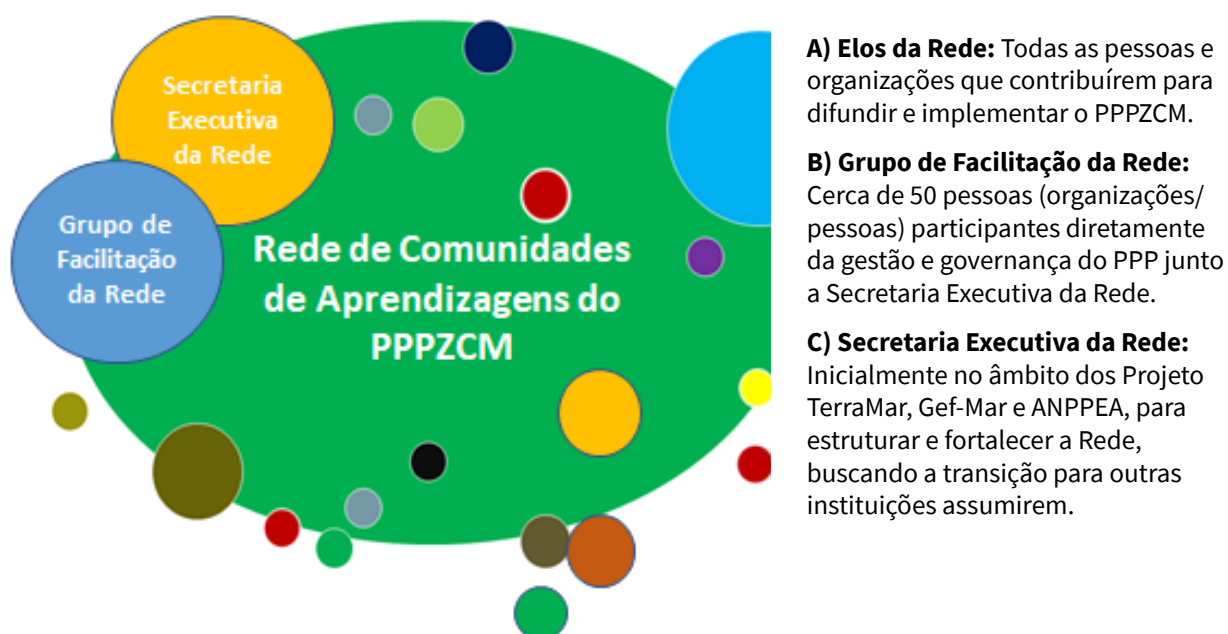 Secretaria
Executiva
da Rede
Grupo de
Facilitação
da Rede
Rede de Comunidades
de Aprendizagens do
PPPZCM
A) Elos da Rede: Todas as pessoas e
organizações que contribuírem para
difundir e implementar o PPPZCM.
B) Grupo de Facilitação da Rede:
Cerca de 50 pessoas (organizações/
pessoas) participantes diretamente
da gestão e governança do PPP junto
a Secretaria Executiva da Rede.
C) Secretaria Executiva da Rede:
Inicialmente no âmbito dos Projeto
TerraMar, Gef-Mar e ANPPEA, para
estruturar e fortalecer a Rede,
buscando a transição para outras
instituições assumirem.